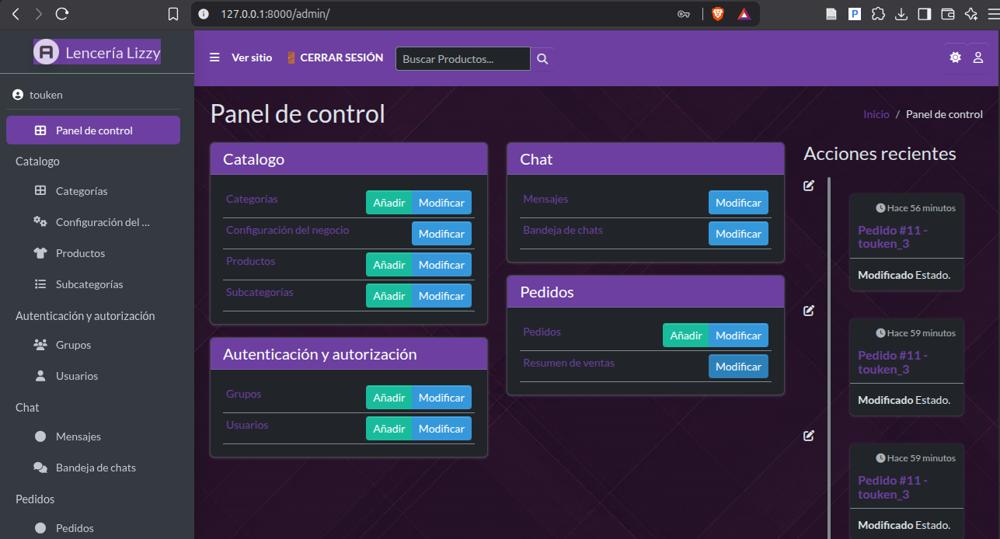 127.0.0.1:8000/admin/
Lencería Lizzy
touken
Panel de control
Catalogo
Categorías
Configuración del ...
Productos
Subcategorías
Autenticación y autorización
Grupos
Usuarios
Chat
Mensajes
Bandeja de chats
Pedidos
Pedidos
Ver sitio
CERRAR SESIÓN
Buscar Productos...
Panel de control
Inicio / Panel de control
Catalogo
Categorías Añadir Modificar
Configuración del negocio Modificar
Productos Añadir Modificar
Subcategorías Añadir Modificar
Autenticación y autorización
Grupos Añadir Modificar
Usuarios Añadir Modificar
Chat
Mensajes Modificar
Bandeja de chats Modificar
Pedidos
Pedidos Añadir Modificar
Resumen de ventas Modificar
Acciones recientes
Hace 56 minutos
Pedido #11 -
touken_3
Modificado Estado.
Hace 59 minutos
Pedido #11 -
touken_3
Modificado Estado.
Hace 59 minutos
Pedido #11 -
touken_3
Modificado Estado.